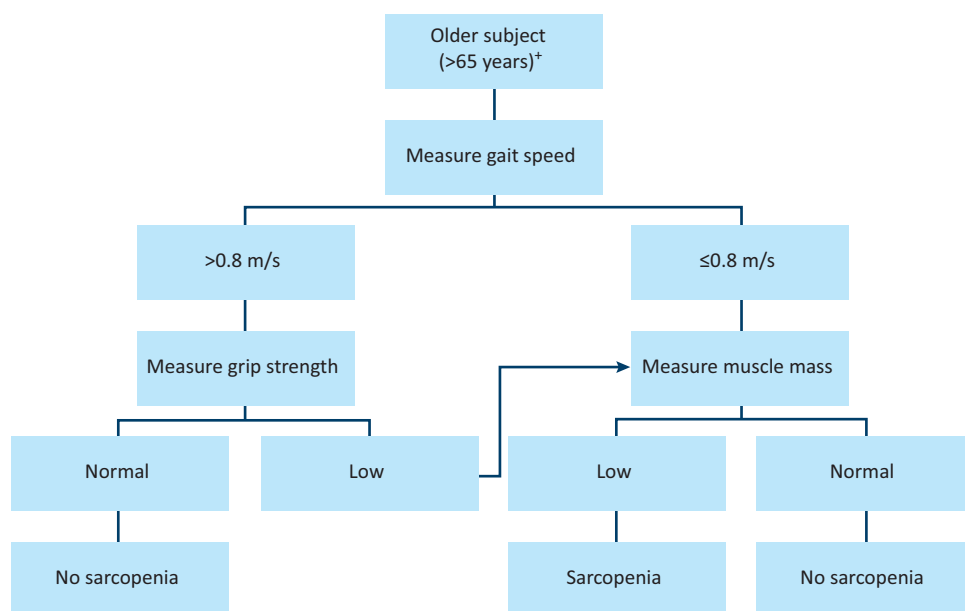 Older subject
(>65 years)+
Measure gait speed
>0.8 m/s
≤0.8 m/s
Measure grip strength
Measure muscle mass
Normal
Low
Low
Normal
No sarcopenia
Sarcopenia
No sarcopenia